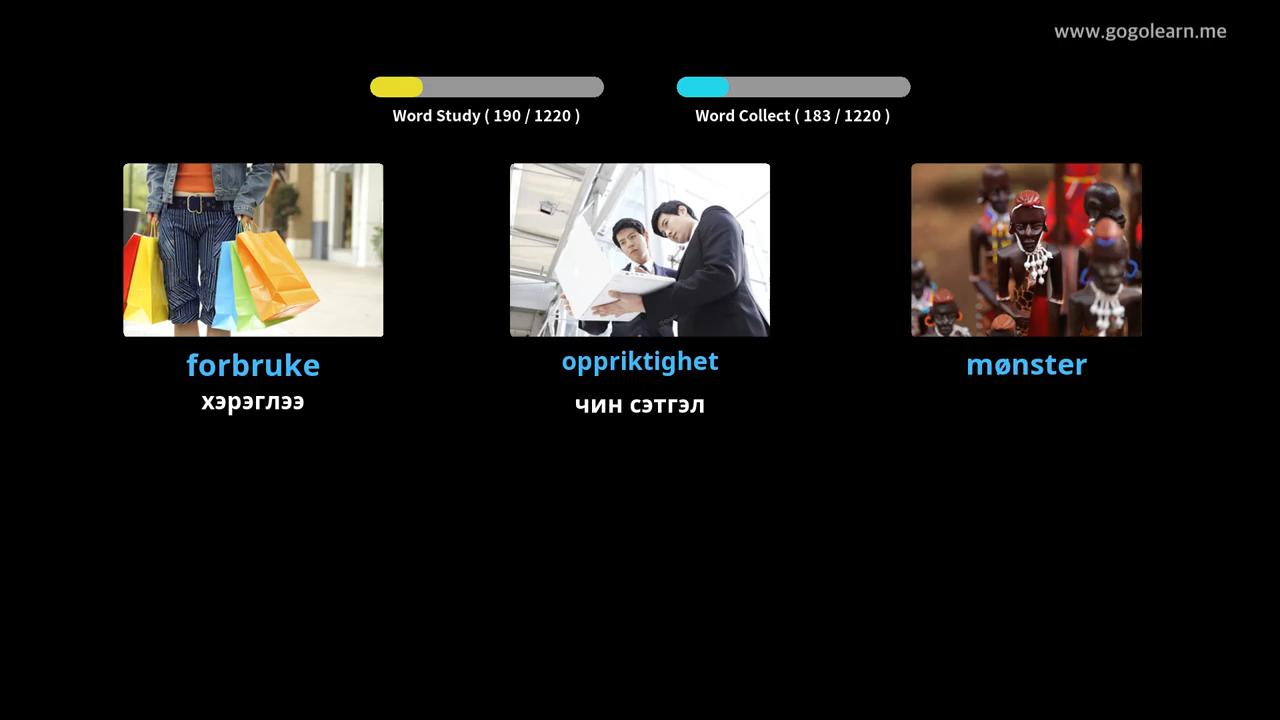 www.gogolearn.me
Word Study ( 190 / 1220 )
Word Collect ( 183 / 1220 )
forbruke
хэрэглээ
oppriktighet
чин сэтгэл
mønster